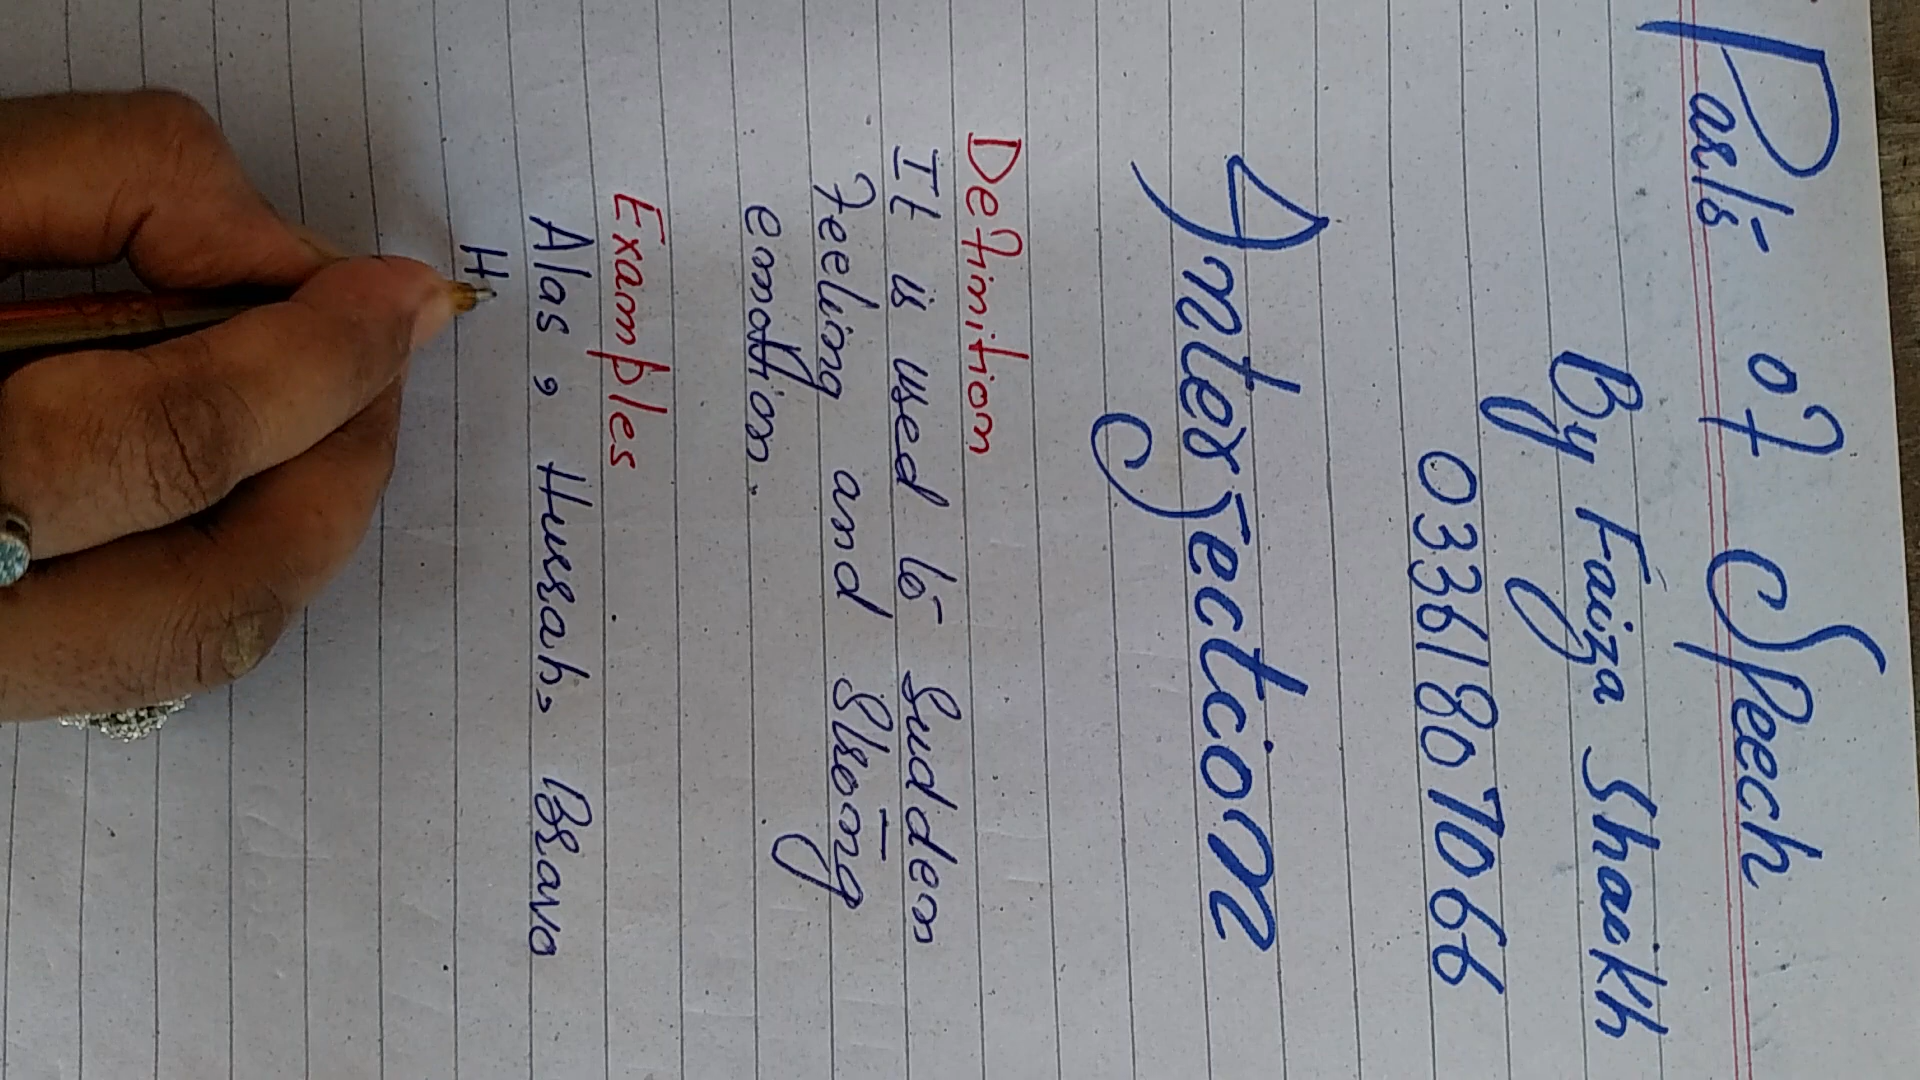 Parts of Speech
By Faiza Shaikh
03361807066
Interjection
Definition
It is used to Sudden
Feeling and Strong
emotion.
Examples
Alas, Hurrah, Bravo
H